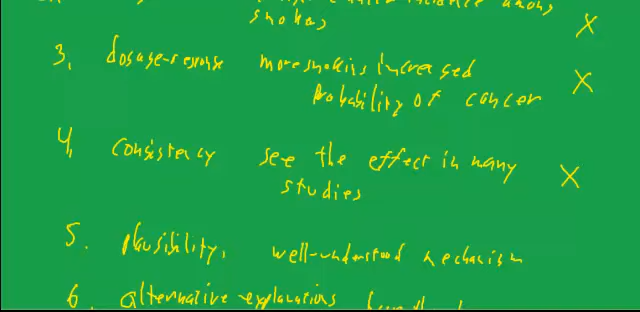 among
smokers X
3. dosage-response more smoking increased X
probability of cancer
4. consistency see the effect in many X
studies
5. plausibility, well-understood mechanism
6. alternative explanations